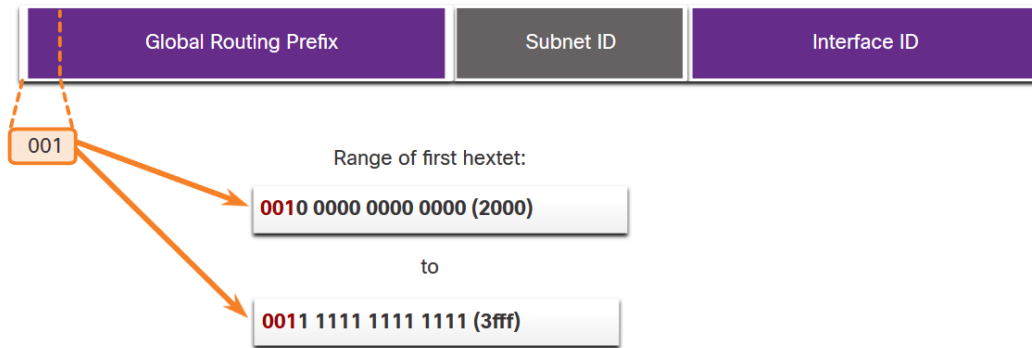 Global Routing Prefix
Subnet ID
Interface ID
001
Range of first hextet:
0010 0000 0000 0000 (2000)
to
0011 1111 1111 1111 (3fff)